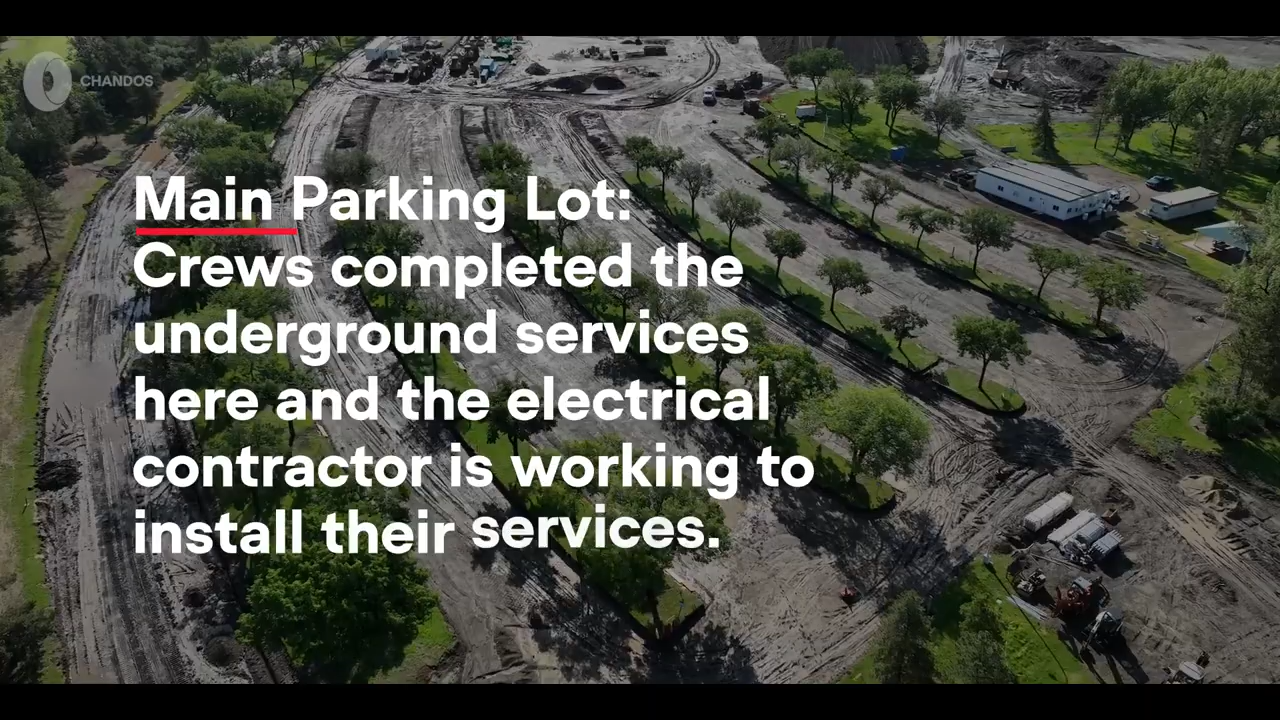 CHANDOS
Main Parking Lot:
Crews completed the
underground services
here and the electrical
contractor is working to
install their services.